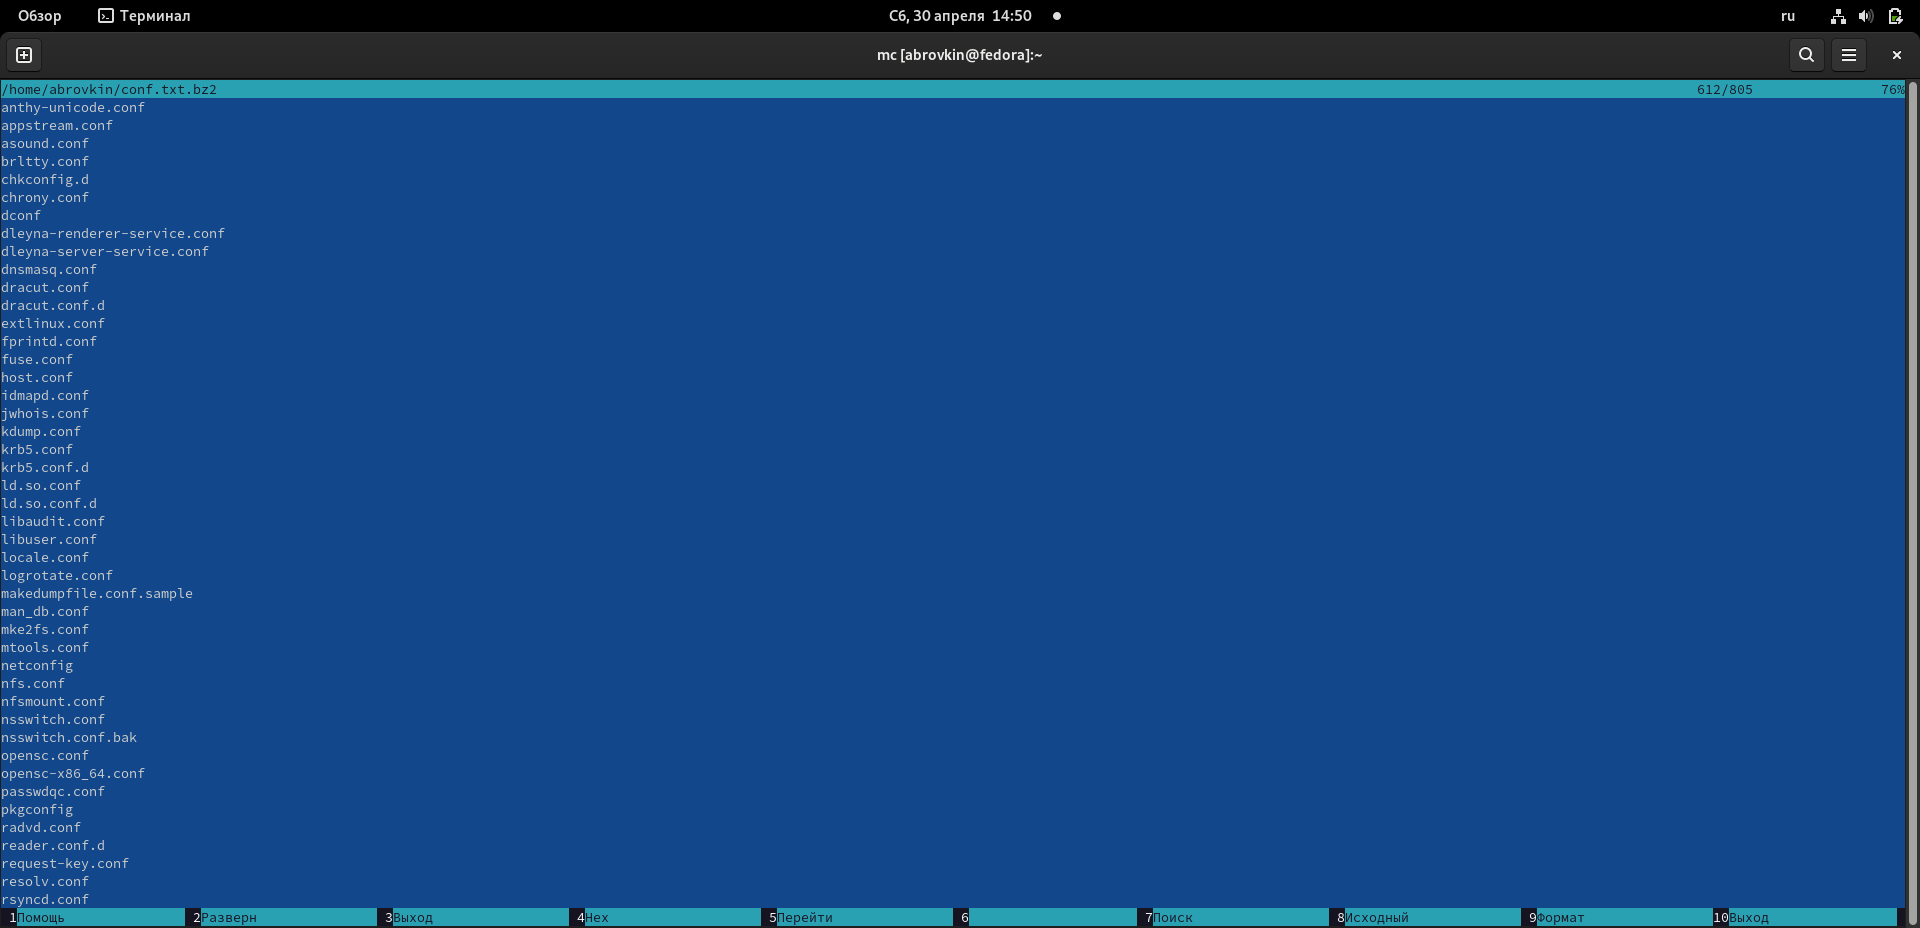 Обзор Терминал Сб, 30 апреля 14:50 ru
mc [abrovkin@fedora]:~
/home/abrovkin/conf.txt.bz2 612/805 76%
anthy-unicode.conf
appstream.conf
asound.conf
brltty.conf
chkconfig.d
chrony.conf
dconf
dleyna-renderer-service.conf
dleyna-server-service.conf
dnsmasq.conf
dracut.conf
dracut.conf.d
extlinux.conf
fprintd.conf
fuse.conf
host.conf
idmapd.conf
jwhois.conf
kdump.conf
krb5.conf
krb5.conf.d
ld.so.conf
ld.so.conf.d
libaudit.conf
libuser.conf
locale.conf
logrotate.conf
makedumpfile.conf.sample
man_db.conf
mke2fs.conf
mtools.conf
netconfig
nfs.conf
nfsmount.conf
nsswitch.conf
nsswitch.conf.bak
opensc.conf
opensc-x86_64.conf
passwdqc.conf
pkgconfig
radvd.conf
reader.conf.d
request-key.conf
resolv.conf
rsyncd.conf
1Помощь 2Разверн 3Выход 4Hex 5Перейти 6 7Поиск 8Исходный 9Формат 10Выход